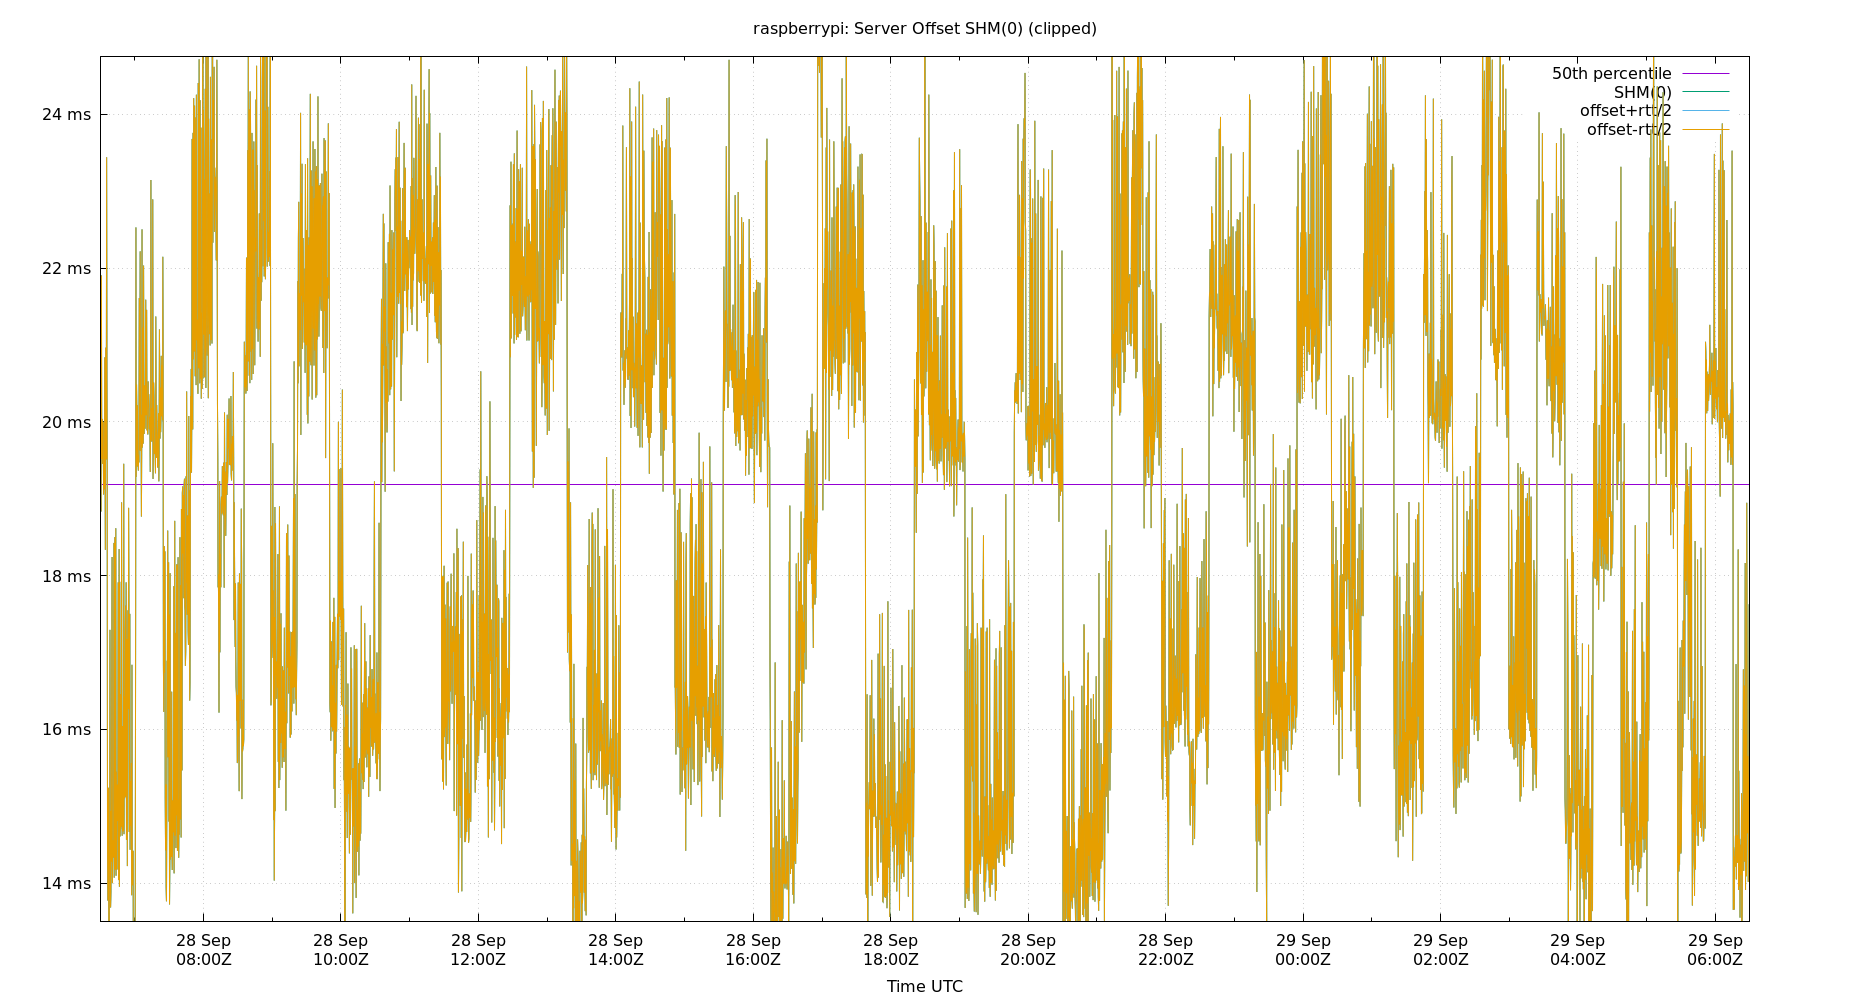 raspberrypi: Server Offset SHM(0) (clipped)
50th percentile
SHM(0)
offset+rtt/2
offset-rtt/2
24 ms
22 ms
20 ms
18 ms
16 ms
14 ms
28 Sep 28 Sep 28 Sep 28 Sep 28 Sep 28 Sep 28 Sep 28 Sep 29 Sep 29 Sep 29 Sep 29 Sep
08:00Z 10:00Z 12:00Z 14:00Z 16:00Z 18:00Z 20:00Z 22:00Z 00:00Z 02:00Z 04:00Z 06:00Z
Time UTC